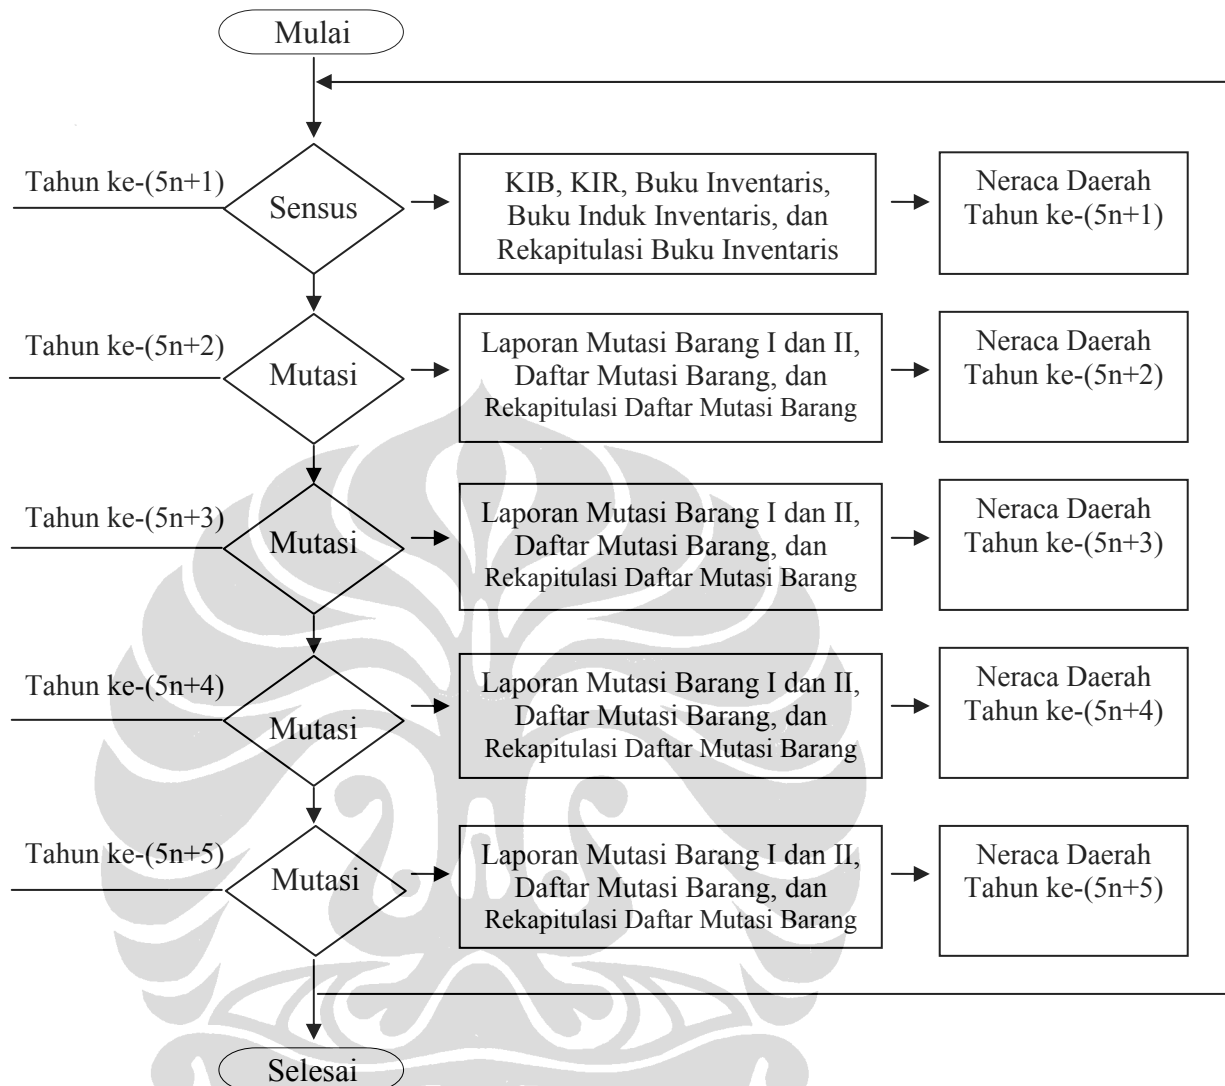 Mulai
Tahun ke-(5n+1)
Sensus
KIB, KIR, Buku Inventaris,
Buku Induk Inventaris, dan
Rekapitulasi Buku Inventaris
Neraca Daerah
Tahun ke-(5n+1)
Tahun ke-(5n+2)
Mutasi
Laporan Mutasi Barang I dan II,
Daftar Mutasi Barang, dan
Rekapitulasi Daftar Mutasi Barang
Neraca Daerah
Tahun ke-(5n+2)
Tahun ke-(5n+3)
Mutasi
Laporan Mutasi Barang I dan II,
Daftar Mutasi Barang, dan
Rekapitulasi Daftar Mutasi Barang
Neraca Daerah
Tahun ke-(5n+3)
Tahun ke-(5n+4)
Mutasi
Laporan Mutasi Barang I dan II,
Daftar Mutasi Barang, dan
Rekapitulasi Daftar Mutasi Barang
Neraca Daerah
Tahun ke-(5n+4)
Tahun ke-(5n+5)
Mutasi
Laporan Mutasi Barang I dan II,
Daftar Mutasi Barang, dan
Rekapitulasi Daftar Mutasi Barang
Neraca Daerah
Tahun ke-(5n+5)
Selesai